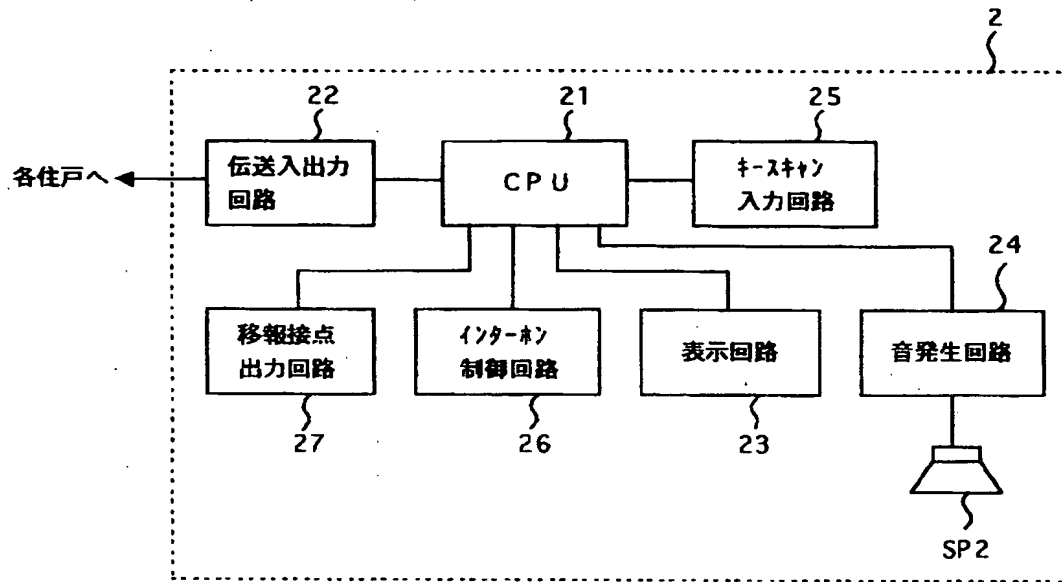 2
22
21
25
各住戸へ
伝送入出力
回路
CPU
キースキャン
入力回路
24
移報接点
出力回路
インターホン
制御回路
表示回路
音発生回路
27
26
23
SP2